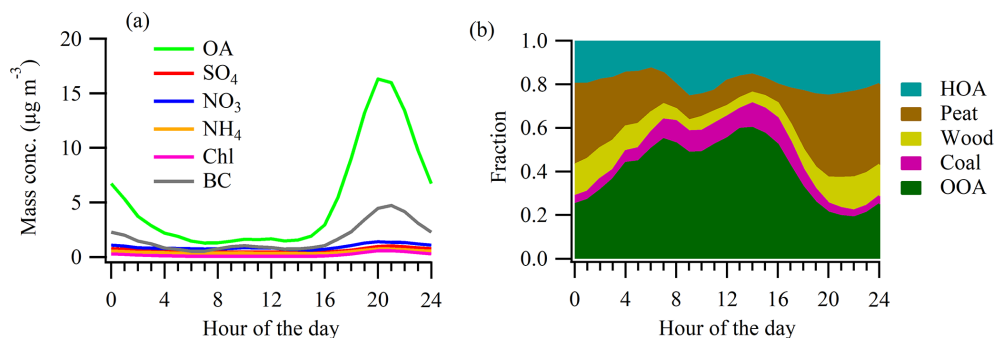 (a)
20
15
10
5
0
Mass conc. (µg m⁻³)
OA
SO₄
NO₃
NH₄
Chl
BC
0 4 8 12 16 20 24
Hour of the day
(b)
1.0
0.8
0.6
0.4
0.2
0.0
Fraction
HOA
Peat
Wood
Coal
OOA
0 4 8 12 16 20 24
Hour of the day